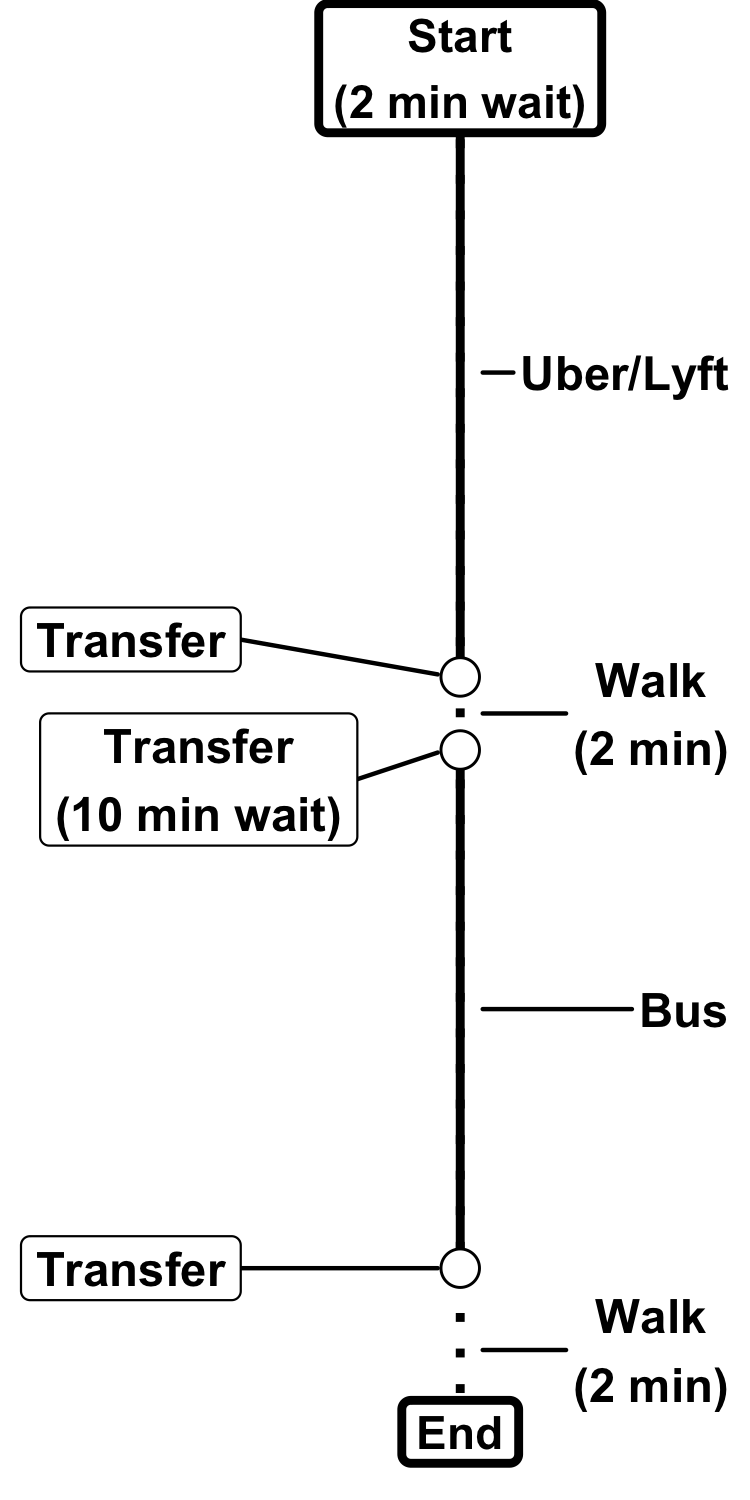 Start
(2 min wait)
Uber/Lyft
Transfer
Walk
(2 min)
Transfer
(10 min wait)
Bus
Transfer
Walk
(2 min)
End